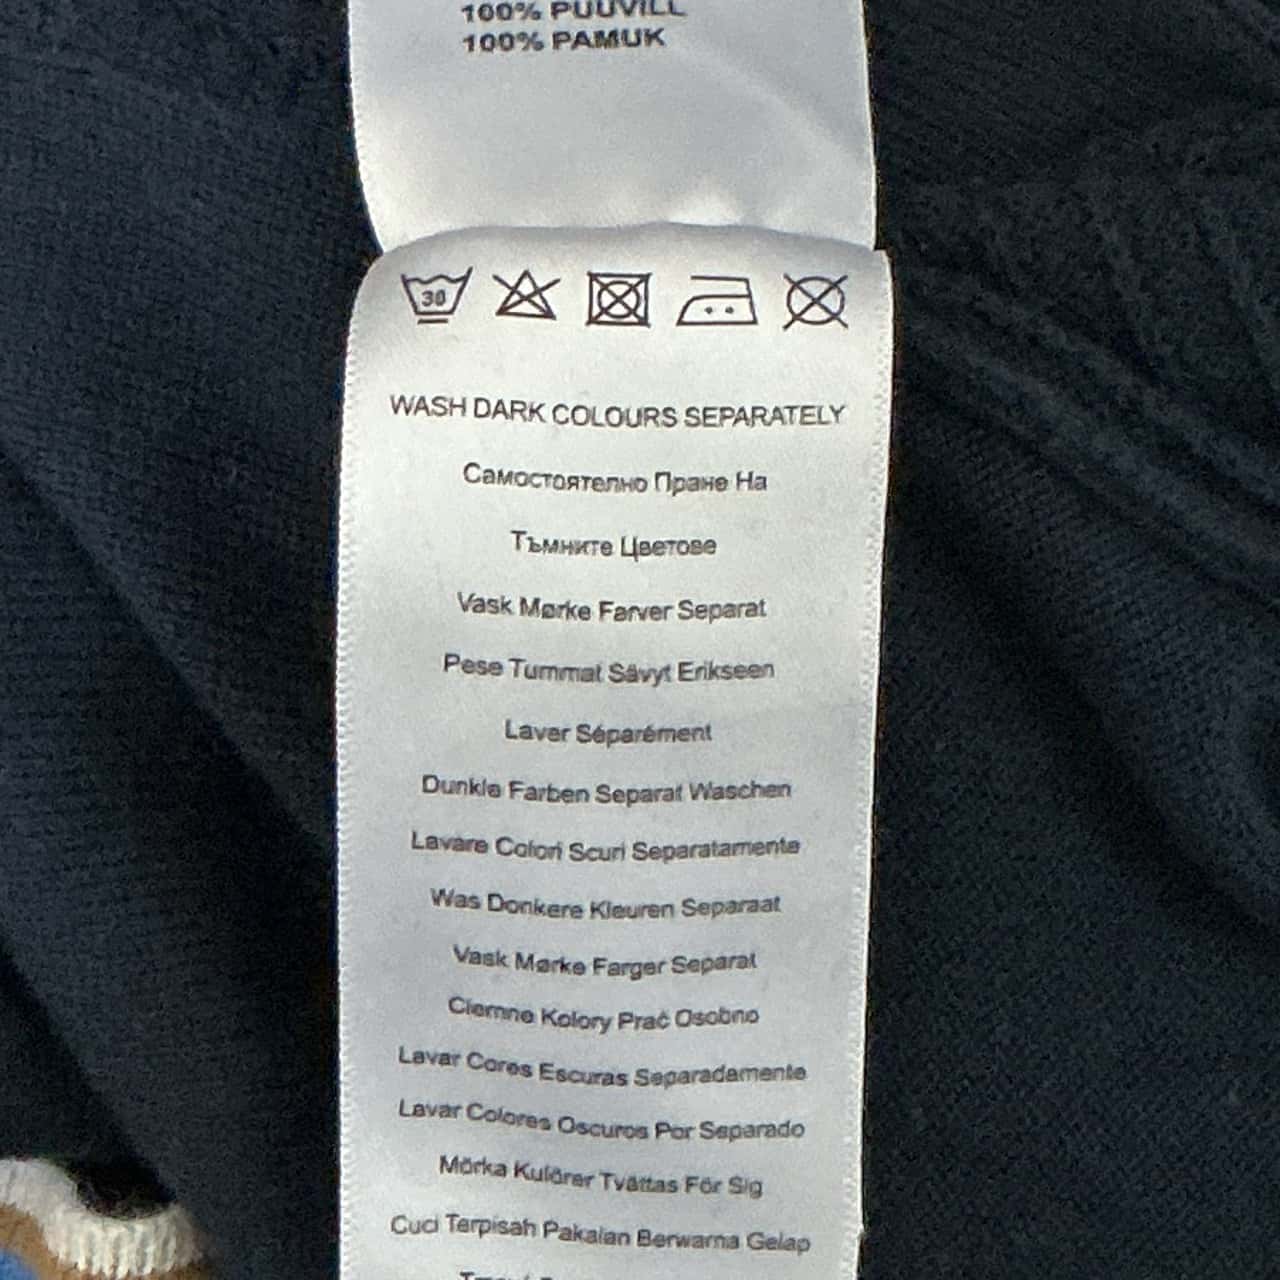 100% PUUVILL
100% PAMUK
30
WASH DARK COLOURS SEPARATELY
Самостоятелно Пране На
Тъмните Цветове
Vask Mørke Farver Separat
Pese Tummat Sävyt Erikseen
Laver Séparément
Dunkle Farben Separat Waschen
Lavare Colori Scuri Separatamente
Was Donkere Kleuren Separaat
Vask Mørke Farger Separat
Ciemne Kolory Prać Osobno
Lavar Cores Escuras Separadamente
Lavar Colores Oscuros Por Separado
Mörka Kulörer Tvättas För Sig
Cuci Terpisah Pakaian Berwarna Gelap